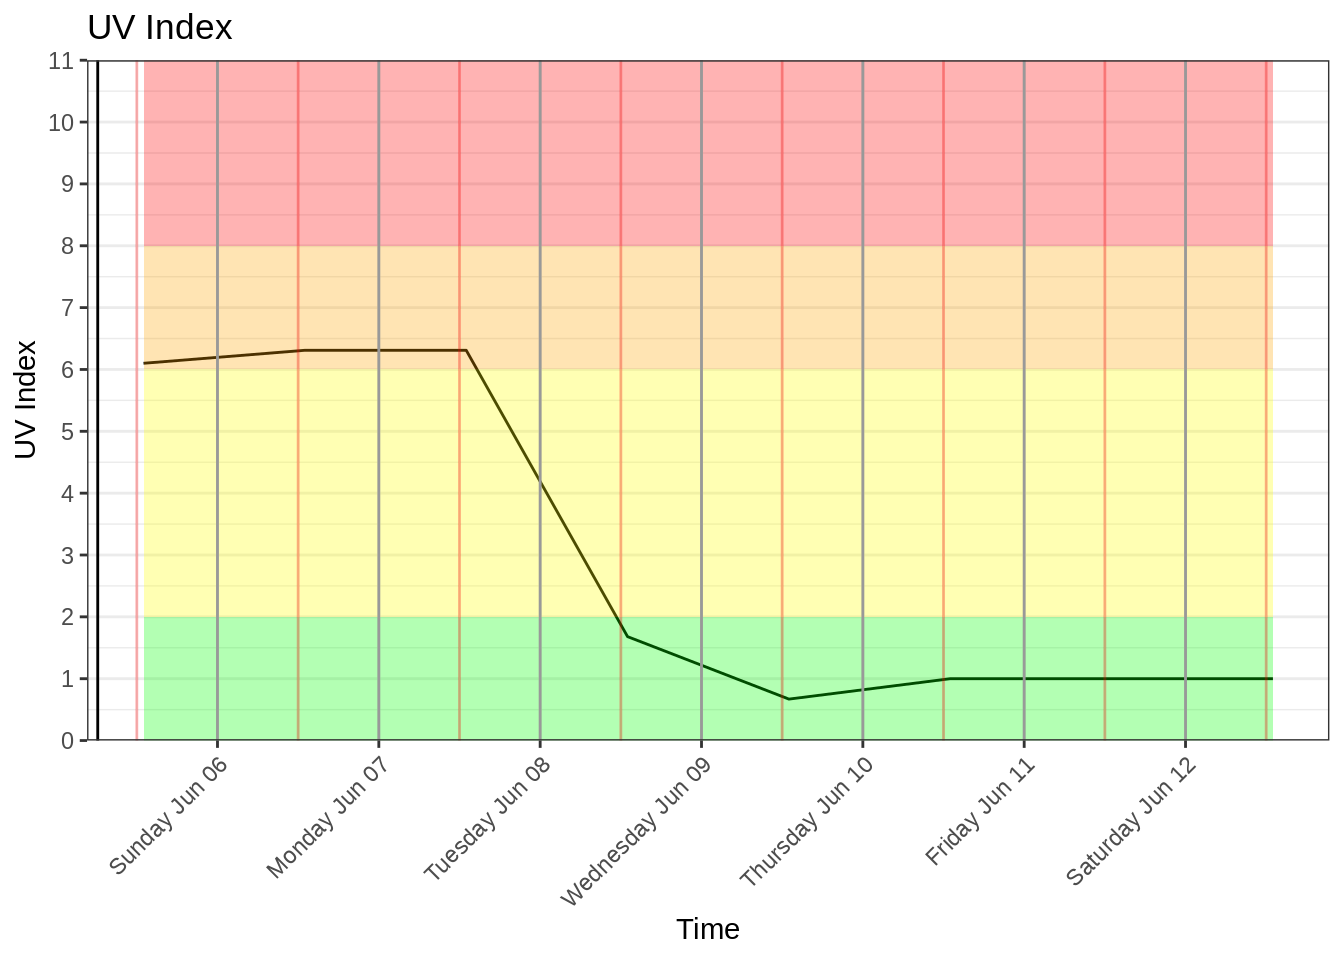 UV Index
11
10
9
8
7
6
5
4
3
2
1
0
UV Index
Sunday Jun 06
Monday Jun 07
Tuesday Jun 08
Wednesday Jun 09
Thursday Jun 10
Friday Jun 11
Saturday Jun 12
Time